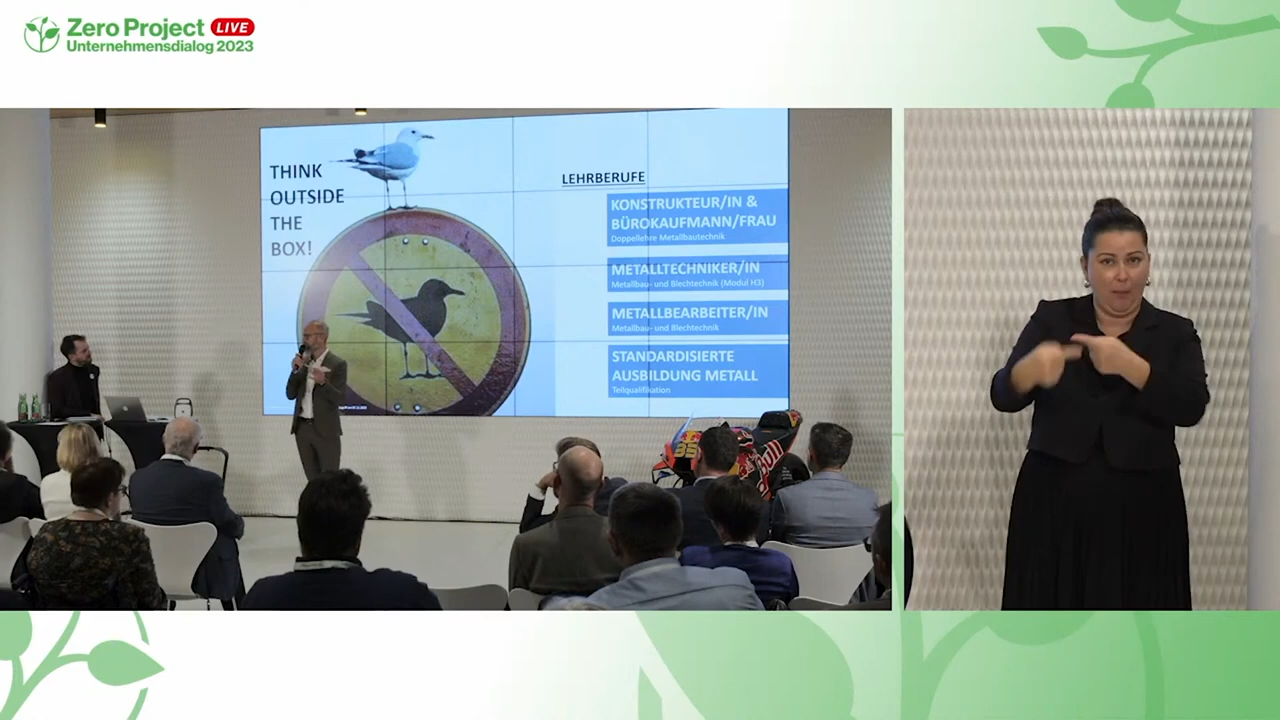 Zero Project LIVE
Unternehmensdialog 2023
THINK
OUTSIDE
THE
BOX!
LEHRBERUFE
KONSTRUKTEUR/IN &
BÜROKAUFMANN/FRAU
Doppellehre Metallbautechnik
METALLTECHNIKER/IN
Metallbau- und Blechtechnik (Modul H3)
METALLBEARBEITER/IN
Metallbau- und Blechtechnik
STANDARDISIERTE
AUSBILDUNG METALL
Teilqualifikation
Bull